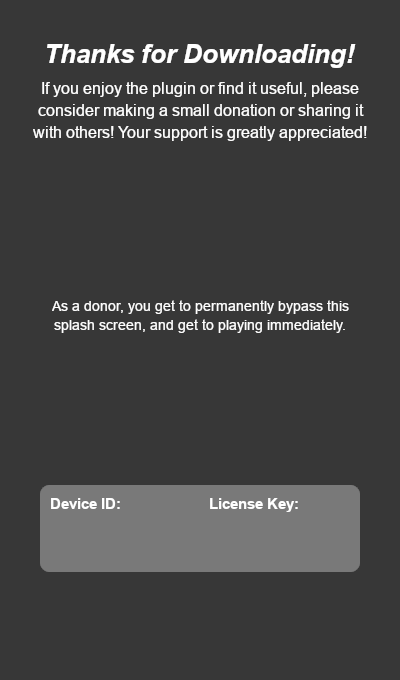 Thanks for Downloading!
If you enjoy the plugin or find it useful, please
consider making a small donation or sharing it
with others! Your support is greatly appreciated!
As a donor, you get to permanently bypass this
splash screen, and get to playing immediately.
Device ID: License Key: